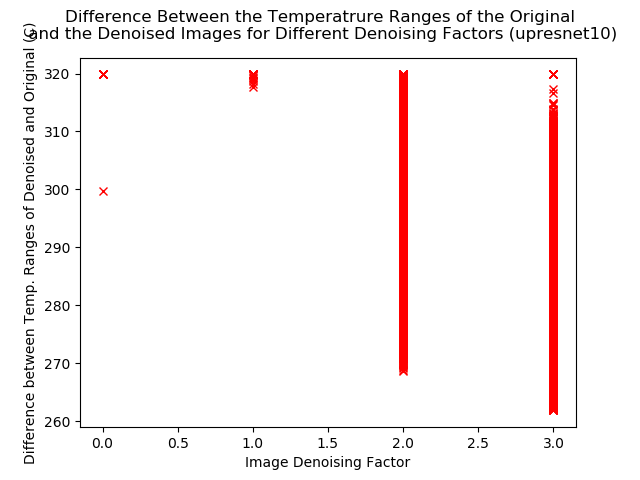 Difference Between the Temperatrure Ranges of the Original
and the Denoised Images for Different Denoising Factors (upresnet10)
Difference between Temp. Ranges of Denoised and Original (C)
320
310
300
290
280
270
260
0.0 0.5 1.0 1.5 2.0 2.5 3.0
Image Denoising Factor